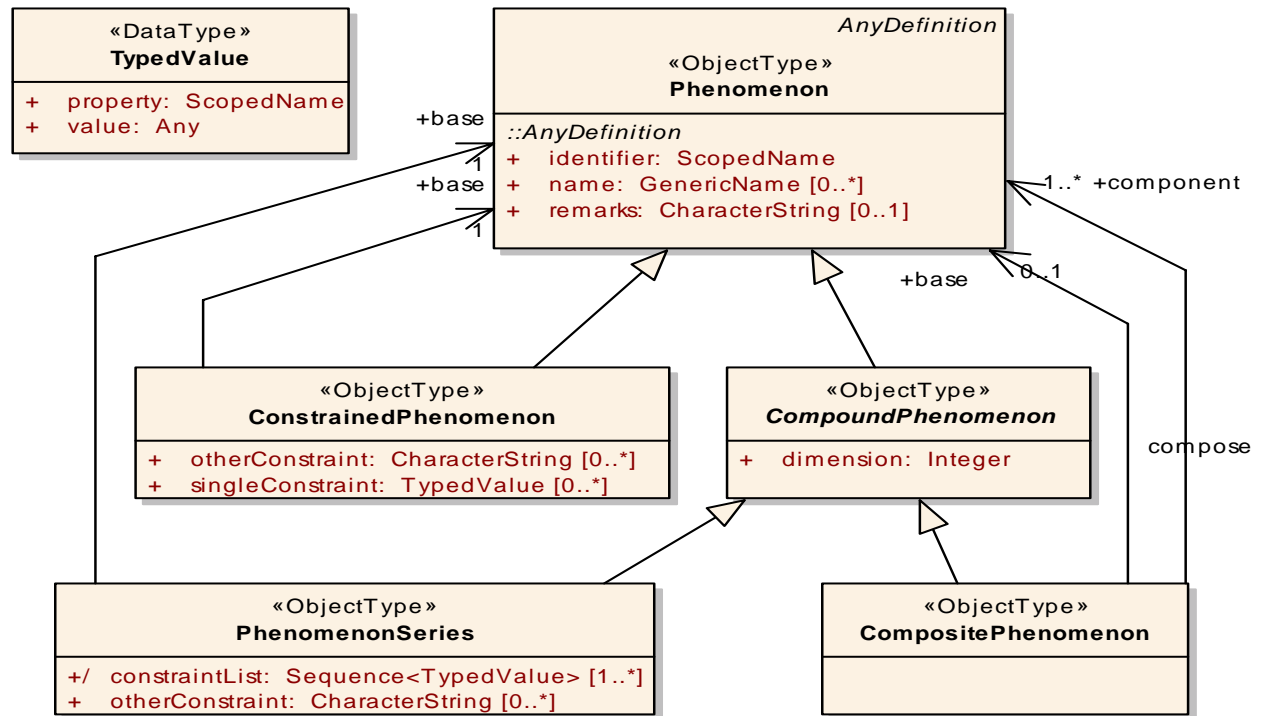 «DataType»
TypedValue
+ property: ScopedName
+ value: Any
AnyDefinition
«ObjectType»
Phenomenon
::AnyDefinition
+ identifier: ScopedName
+ name: GenericName [0..*]
+ remarks: CharacterString [0..1]
+base
1
+base
1
1..* +component
+base
0..1
«ObjectType»
ConstrainedPhenomenon
+ otherConstraint: CharacterString [0..*]
+ singleConstraint: TypedValue [0..*]
«ObjectType»
CompoundPhenomenon
+ dimension: Integer
compose
«ObjectType»
PhenomenonSeries
+/ constraintList: Sequence<TypedValue> [1..*]
+ otherConstraint: CharacterString [0..*]
«ObjectType»
CompositePhenomenon